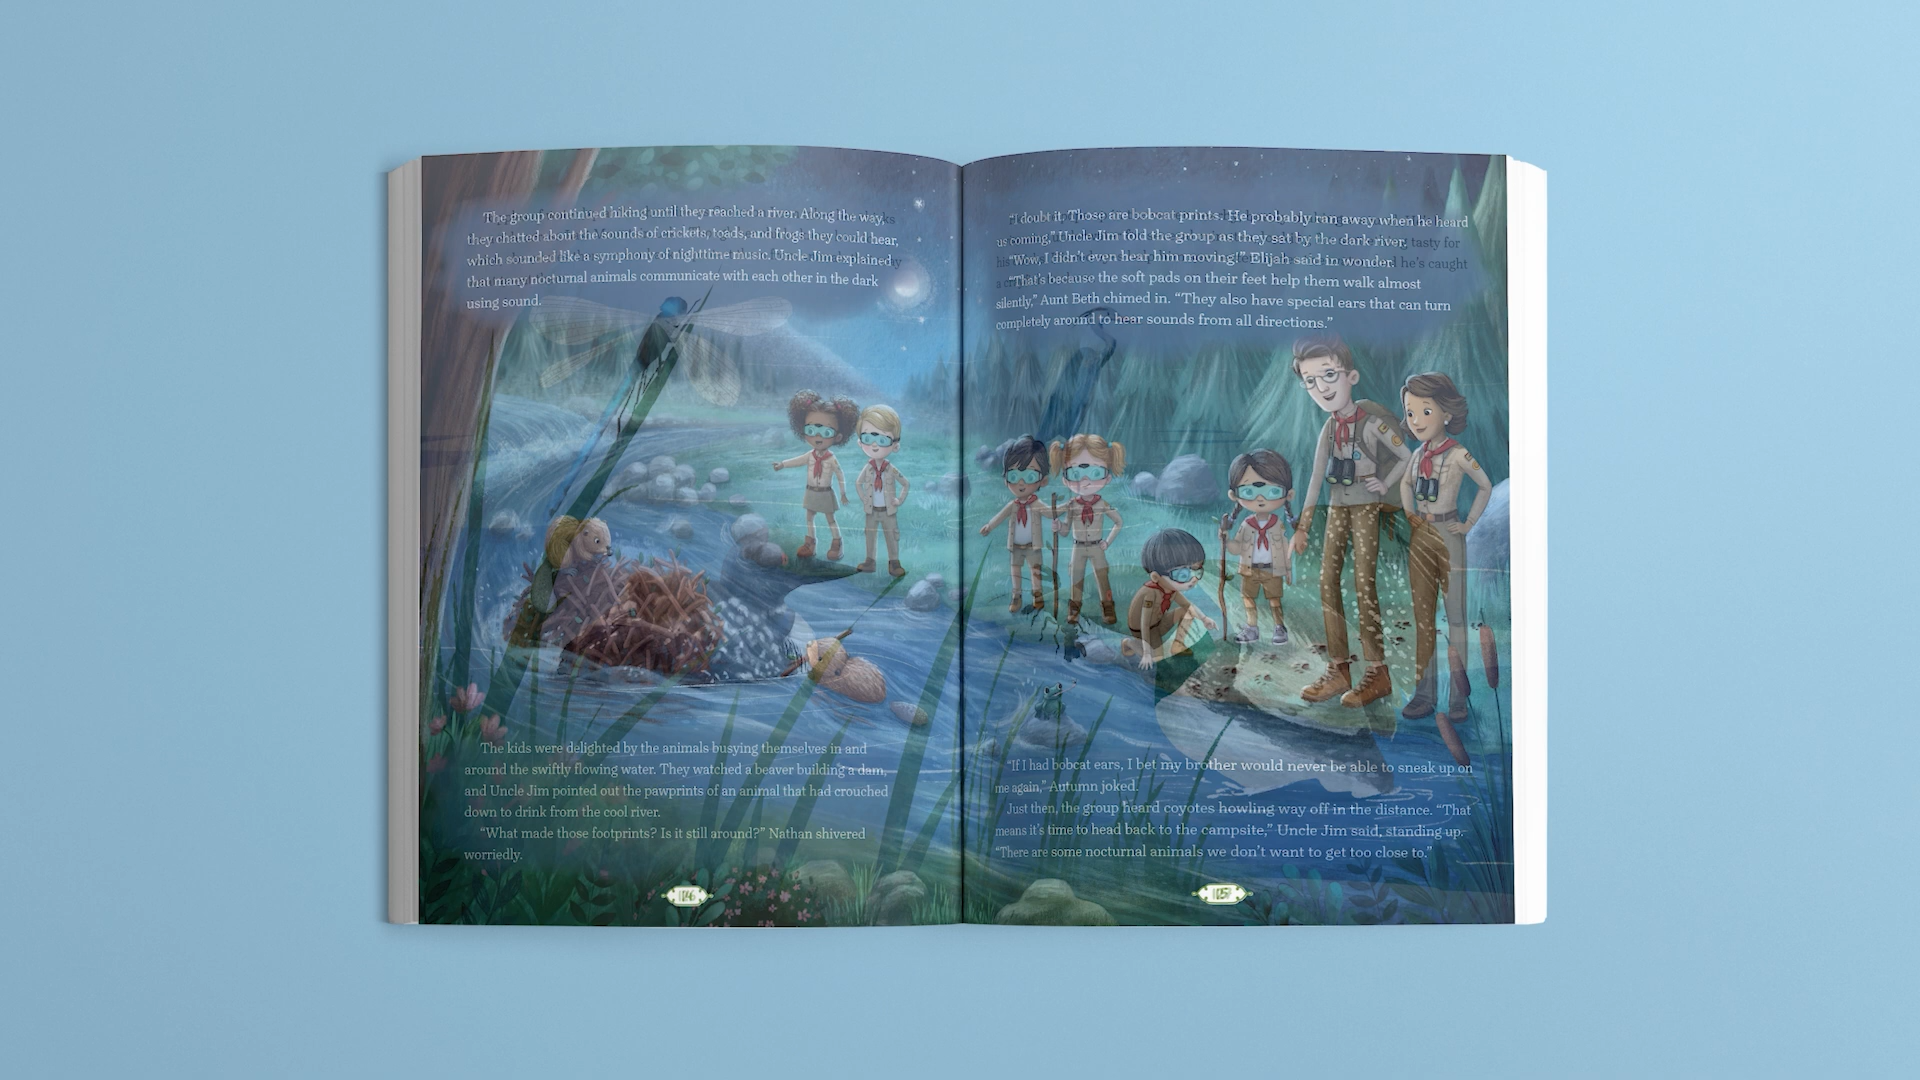 The group continued hiking until they reached a river. Along the way,
they chatted about the sounds of crickets, toads, and frogs they could hear,
which sounded like a symphony of nighttime music. Uncle Jim explained
that many nocturnal animals communicate with each other in the dark
using sound.
The kids were delighted by the animals busying themselves in and
around the swiftly flowing water. They watched a beaver building a dam,
and Uncle Jim pointed out the pawprints of an animal that had crouched
down to drink from the cool river.
“What made those footprints? Is it still around?” Nathan shivered
worriedly.
“I doubt it. Those are bobcat prints. He probably ran away when he heard
us coming,” Uncle Jim told the group as they sat by the dark river. tasty for
“Wow, I didn’t even hear him moving!” Elijah said in wonder. he’s caught
“That’s because the soft pads on their feet help them walk almost
silently,” Aunt Beth chimed in. “They also have special ears that can turn
completely around to hear sounds from all directions.”
“If I had bobcat ears, I bet my brother would never be able to sneak up on
me again,” Autumn joked.
Just then, the group heard coyotes howling way off in the distance. “That
means it’s time to head back to the campsite,” Uncle Jim said, standing up.
“There are some nocturnal animals we don’t want to get too close to.”